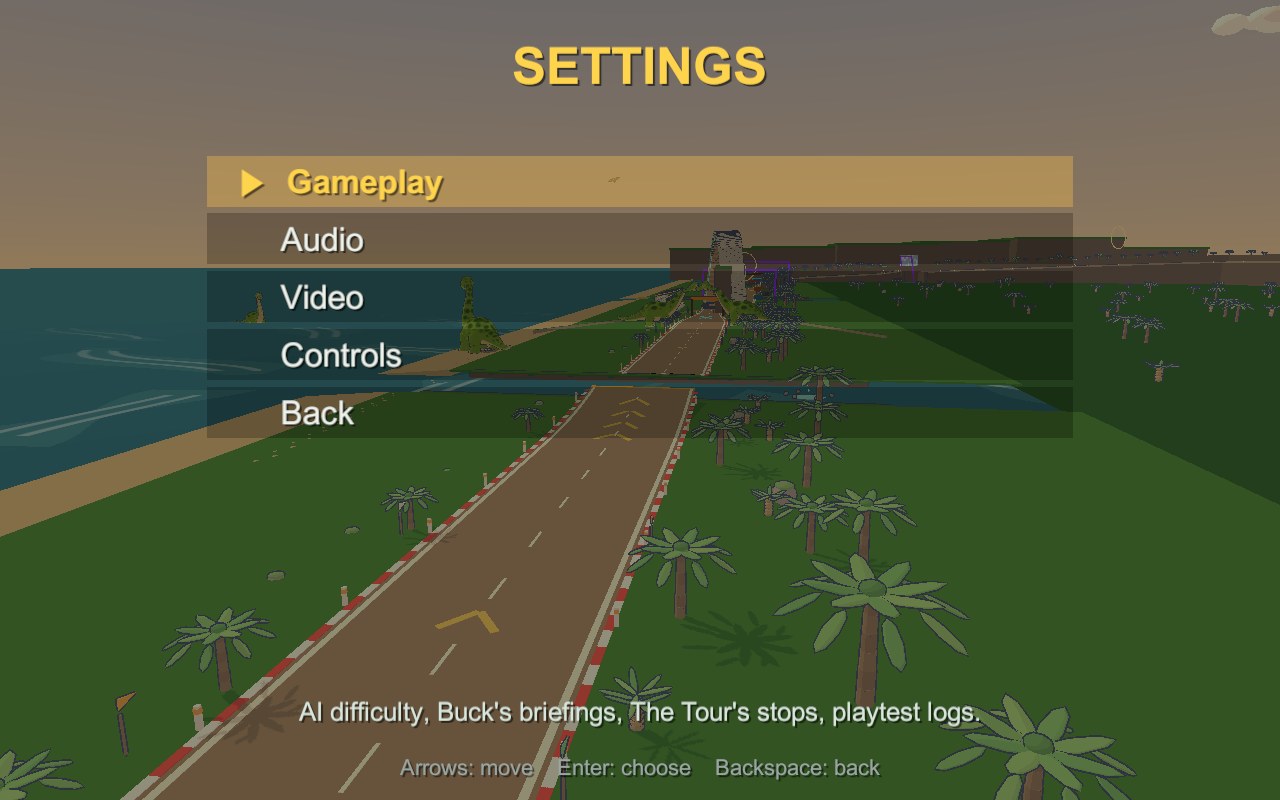 SETTINGS
Gameplay
Audio
Video
Controls
Back
AI difficulty, Buck's briefings, The Tour's stops, playtest logs.
Arrows: move Enter: choose Backspace: back